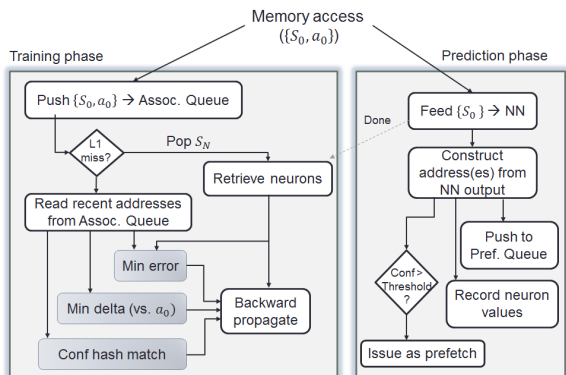 Memory access
({S₀, a₀})
Training phase
Prediction phase
Push {S₀, a₀} → Assoc. Queue
Feed {S₀} → NN
Done
L1
miss?
Pop S_N
Retrieve neurons
Construct
address(es) from
NN output
Read recent addresses
from Assoc. Queue
Push to
Pref. Queue
Min error
Conf>
Threshold
?
Min delta (vs. a₀)
Backward
propagate
Record neuron
values
Conf hash match
Issue as prefetch